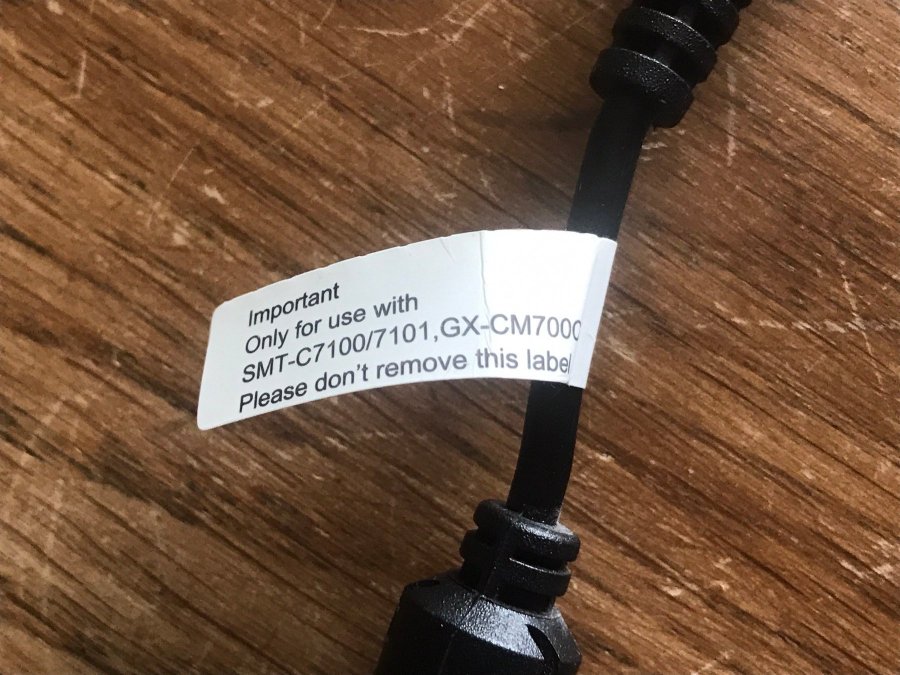 Important
Only for use with
SMT-C7100/7101,GX-CM7000
Please don't remove this label